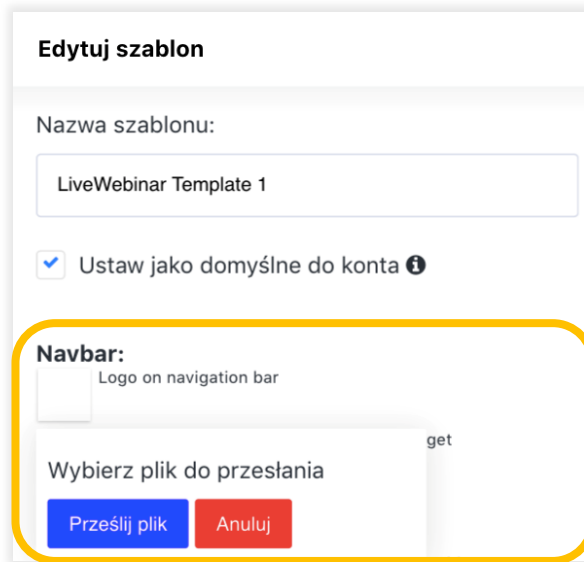 Edytuj szablon
Nazwa szablonu:
LiveWebinar Template 1
Ustaw jako domyślne do konta
Navbar:
Logo on navigation bar
get
Wybierz plik do przesłania
Prześlij plik Anuluj